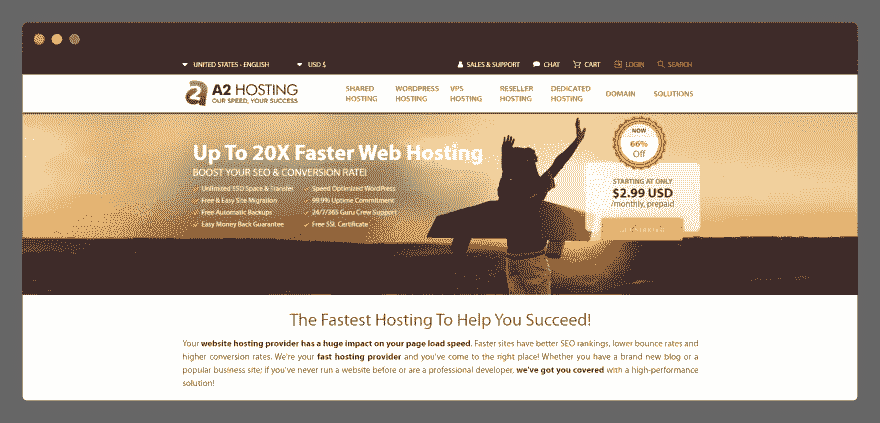 UNITED STATES - ENGLISH USD $ SALES & SUPPORT CHAT CART LOGIN SEARCH
A2 HOSTING
OUR SPEED, YOUR SUCCESS
SHARED HOSTING
WORDPRESS HOSTING
VPS HOSTING
RESELLER HOSTING
DEDICATED HOSTING
DOMAIN
SOLUTIONS
Up To 20X Faster Web Hosting
BOOST YOUR SEO & CONVERSION RATE!
Unlimited SSD Space & Transfer
Free & Easy Site Migration
Free Automatic Backups
Easy Money Back Guarantee
Speed Optimized WordPress
99.9% Uptime Commitment
24/7/365 Guru Crew Support
Free SSL Certificate
NOW
66%
Off
STARTING AT ONLY
$2.99 USD
/monthly, prepaid
GET STARTED
The Fastest Hosting To Help You Succeed!
Your website hosting provider has a huge impact on your page load speed. Faster sites have better SEO rankings, lower bounce rates and
higher conversion rates. We're your fast hosting provider and you've come to the right place! Whether you have a brand new blog or a
popular business site; if you've never run a website before or are a professional developer, we've got you covered with a high-performance
solution!